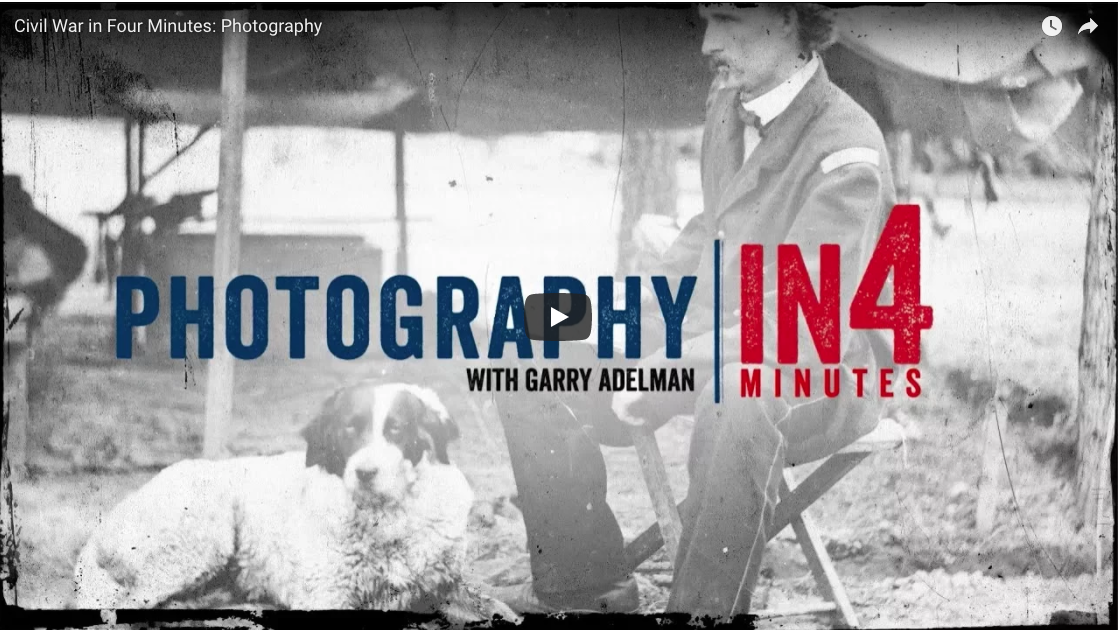 Civil War in Four Minutes: Photography
PHOTOGRAPHY
WITH GARRY ADELMAN
IN4
MINUTES